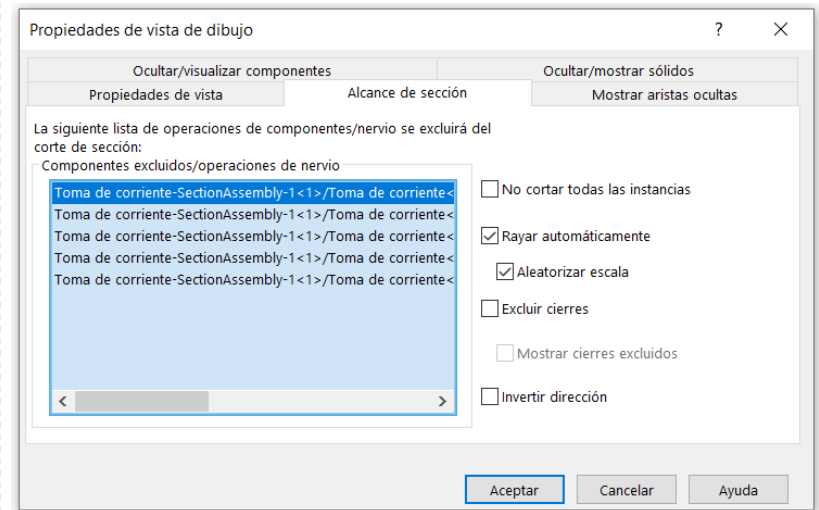 Propiedades de vista de dibujo
?
Ocultar/visualizar componentes
Ocultar/mostrar sólidos
Propiedades de vista
Alcance de sección
Mostrar aristas ocultas
La siguiente lista de operaciones de componentes/nervio se excluirá del
corte de sección:
Componentes excluidos/operaciones de nervio
Toma de corriente-SectionAssembly-1<1>/Toma de corriente<
Toma de corriente-SectionAssembly-1<1>/Toma de corriente<
Toma de corriente-SectionAssembly-1<1>/Toma de corriente<
Toma de corriente-SectionAssembly-1<1>/Toma de corriente<
Toma de corriente-SectionAssembly-1<1>/Toma de corriente<
No cortar todas las instancias
Rayar automáticamente
Aleatorizar escala
Excluir cierres
Mostrar cierres excluidos
Invertir dirección
Aceptar
Cancelar
Ayuda